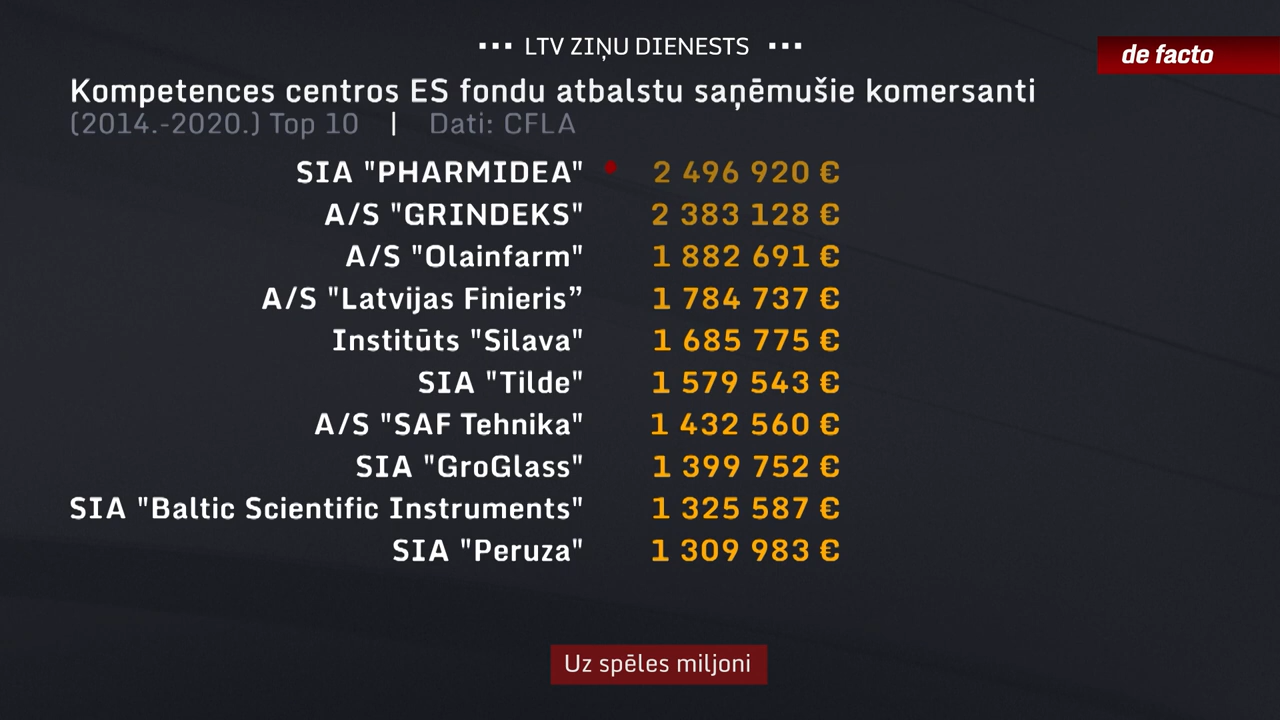 LTV ZIŅU DIENESTS
de facto
Kompetences centros ES fondu atbalstu saņēmušie komersanti
(2014.-2020.) Top 10 | Dati: CFLA
SIA "PHARMIDEA" 2 496 920 €
A/S "GRINDEKS" 2 383 128 €
A/S "Olainfarm" 1 882 691 €
A/S "Latvijas Finieris” 1 784 737 €
Institūts "Silava" 1 685 775 €
SIA "Tilde" 1 579 543 €
A/S "SAF Tehnika" 1 432 560 €
SIA "GroGlass" 1 399 752 €
SIA "Baltic Scientific Instruments" 1 325 587 €
SIA "Peruza" 1 309 983 €
Uz spēles miljoni